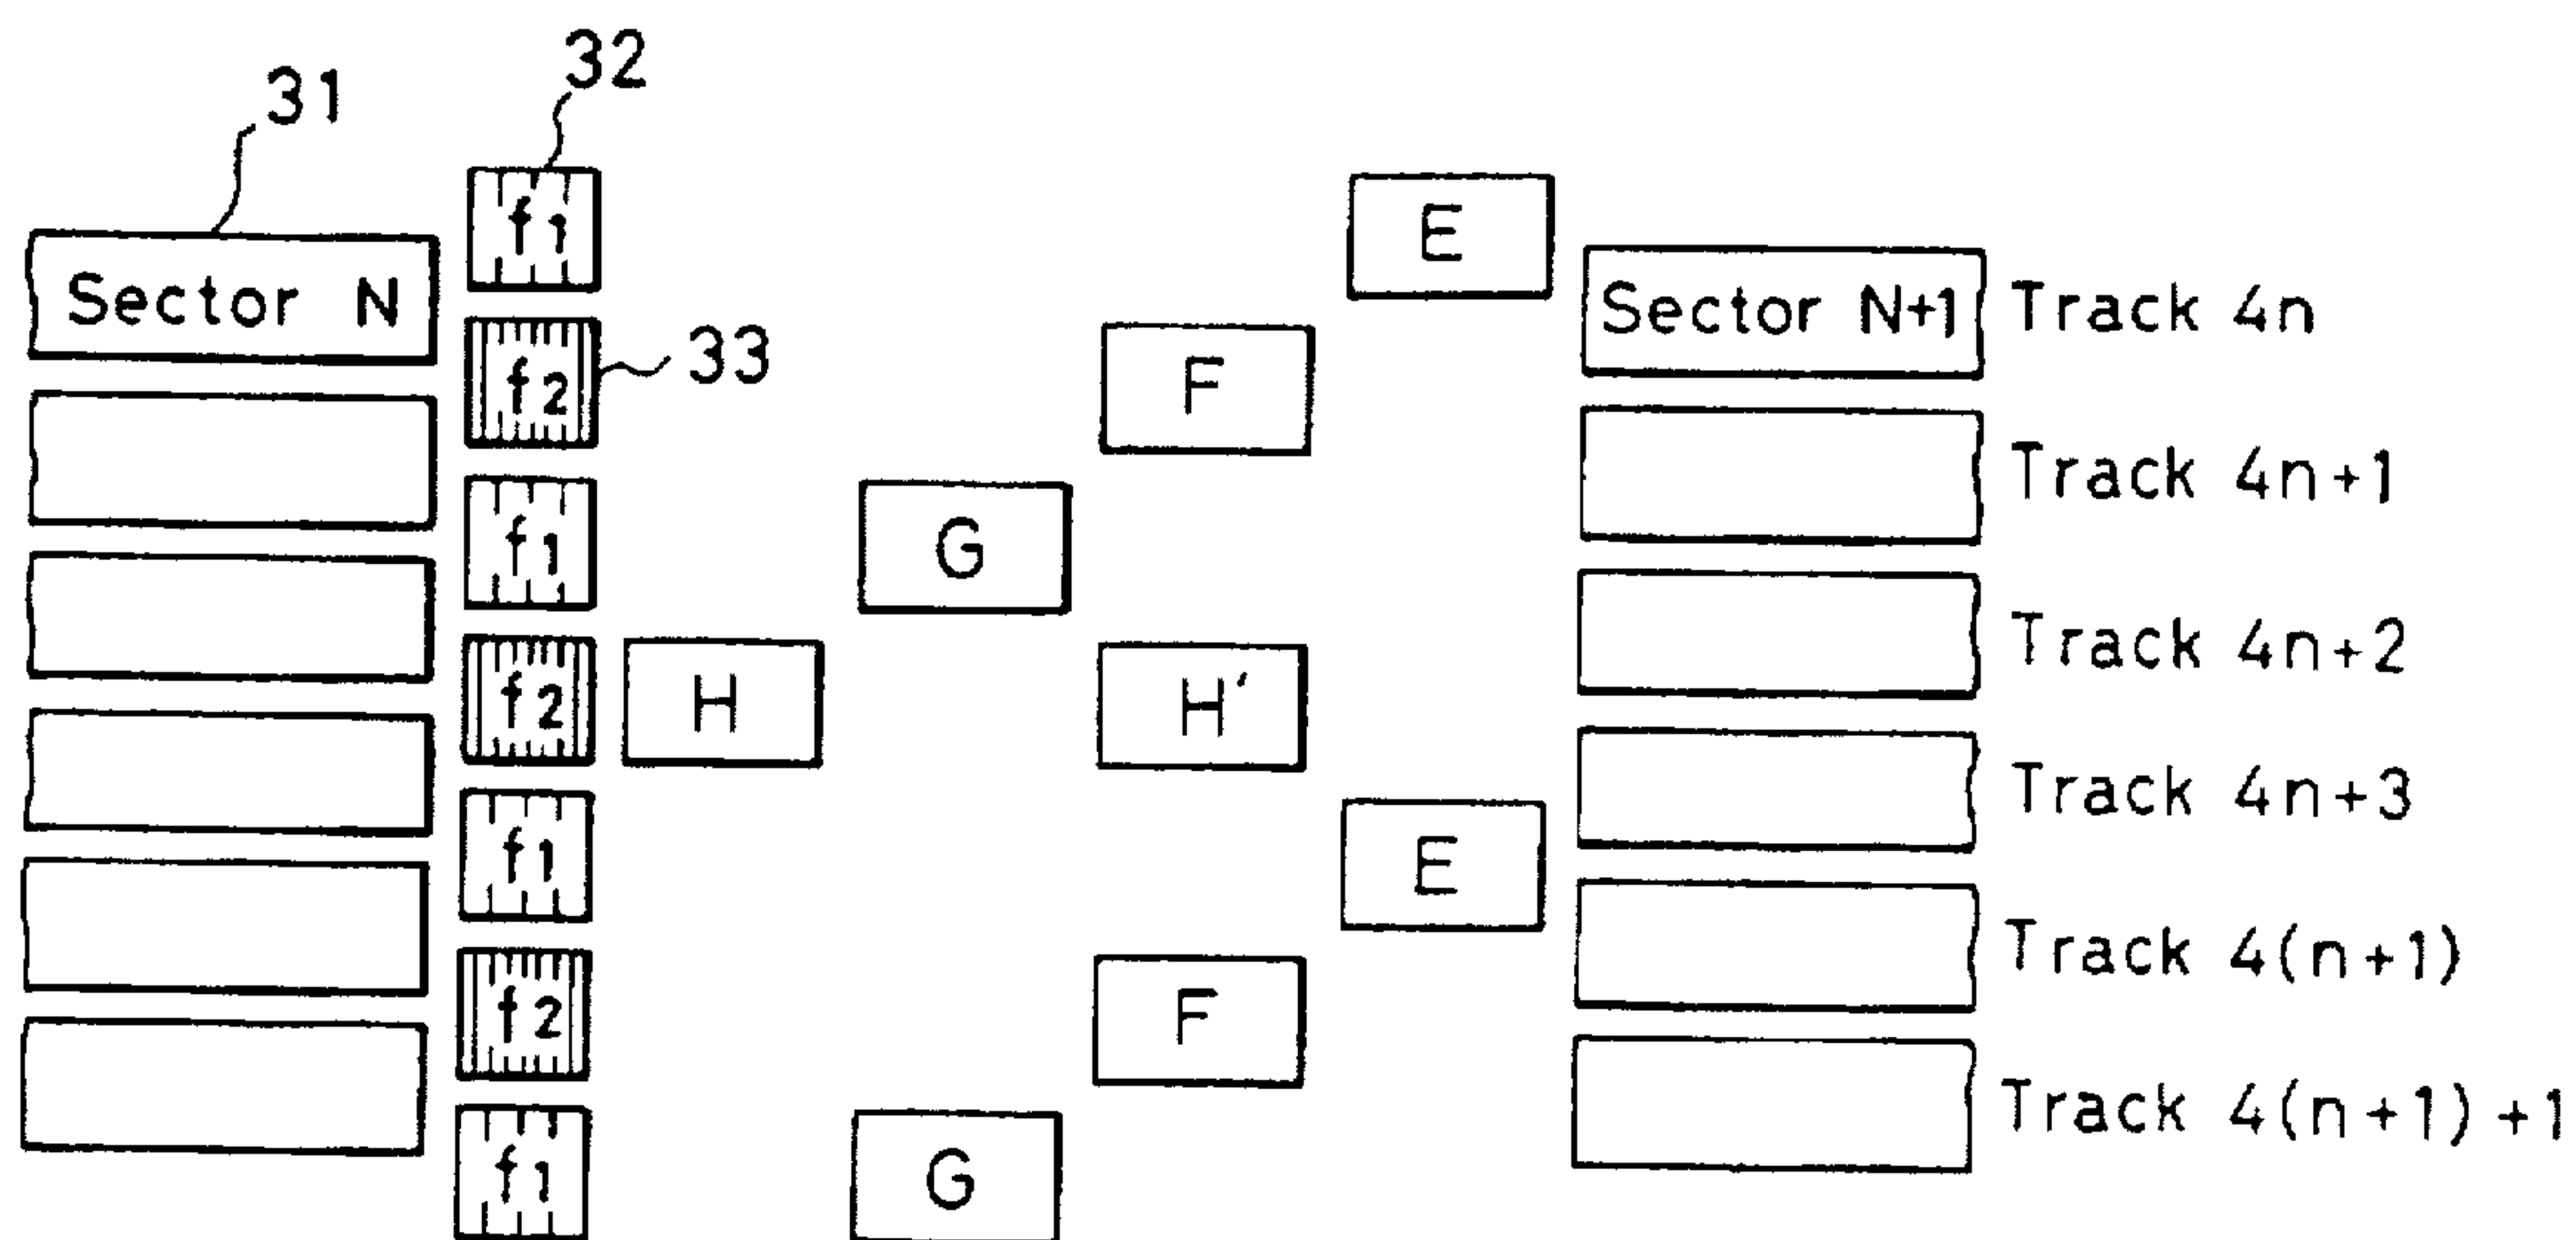 31
32
f1
E
Sector N
Sector N+1 Track 4n
f2
33
F
Track 4n+1
f1
G
Track 4n+2
f2
H
H'
Track 4n+3
f1
E
Track 4(n+1)
f2
F
Track 4(n+1)+1
f1
G